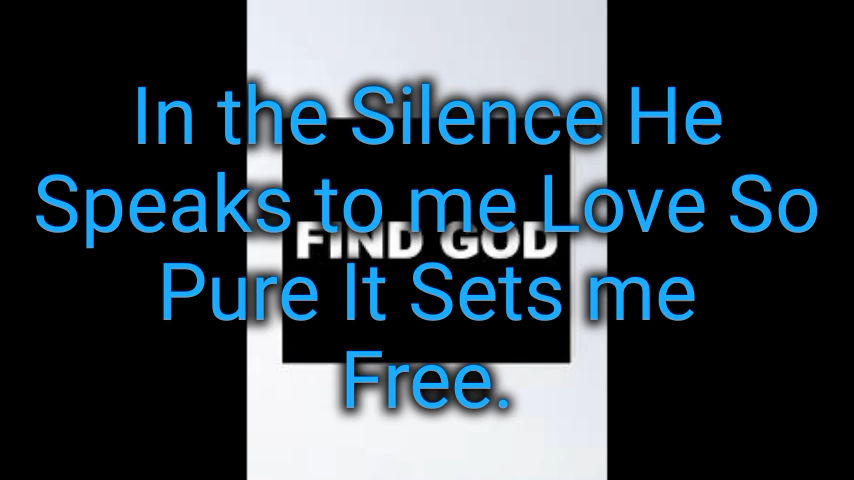 In the Silence He
Speaks to me Love So
FIND GOD
Pure It Sets me
Free.